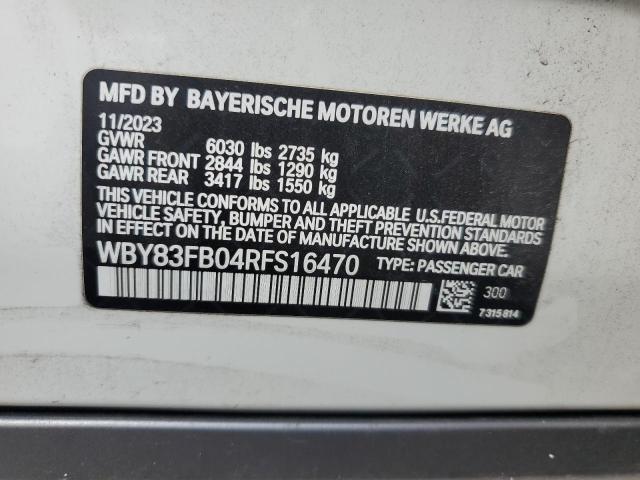 MFD BY BAYERISCHE MOTOREN WERKE AG
11/2023
GVWR 6030 lbs 2735 kg
GAWR FRONT 2844 lbs 1290 kg
GAWR REAR 3417 lbs 1550 kg
THIS VEHICLE CONFORMS TO ALL APPLICABLE U.S.FEDERAL MOTOR
VEHICLE SAFETY, BUMPER AND THEFT PREVENTION STANDARDS
IN EFFECT ON THE DATE OF MANUFACTURE SHOWN ABOVE.
WBY83FB04RFS16470 TYPE: PASSENGER CAR
300
7315814